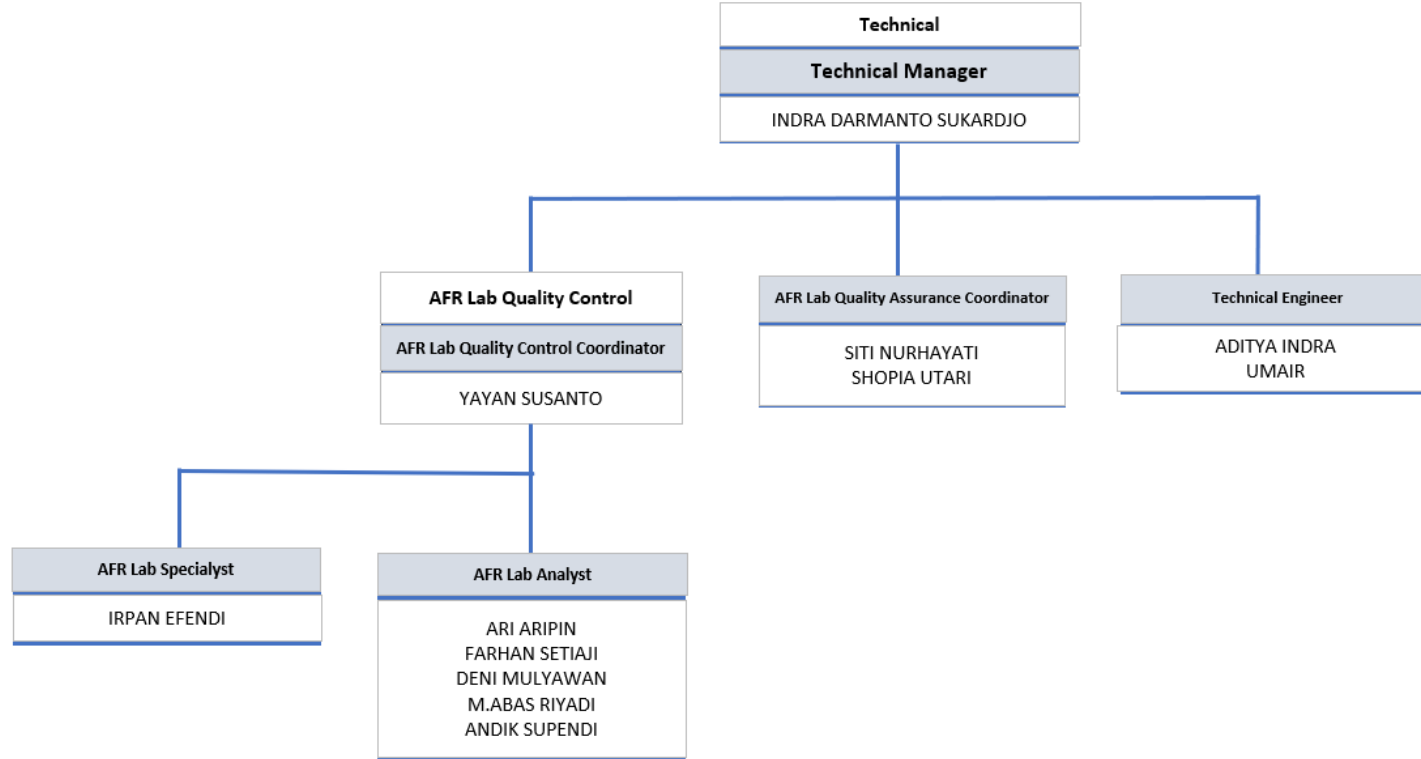 Technical
Technical Manager
INDRA DARMANTO SUKARDJO
AFR Lab Quality Control
AFR Lab Quality Control Coordinator
YAYAN SUSANTO
AFR Lab Quality Assurance Coordinator
SITI NURHAYATI
SHOPIA UTARI
Technical Engineer
ADITYA INDRA
UMAIR
AFR Lab Specialyst
IRPAN EFENDI
AFR Lab Analyst
ARI ARIPIN
FARHAN SETIAJI
DENI MULYAWAN
M.ABAS RIYADI
ANDIK SUPENDI